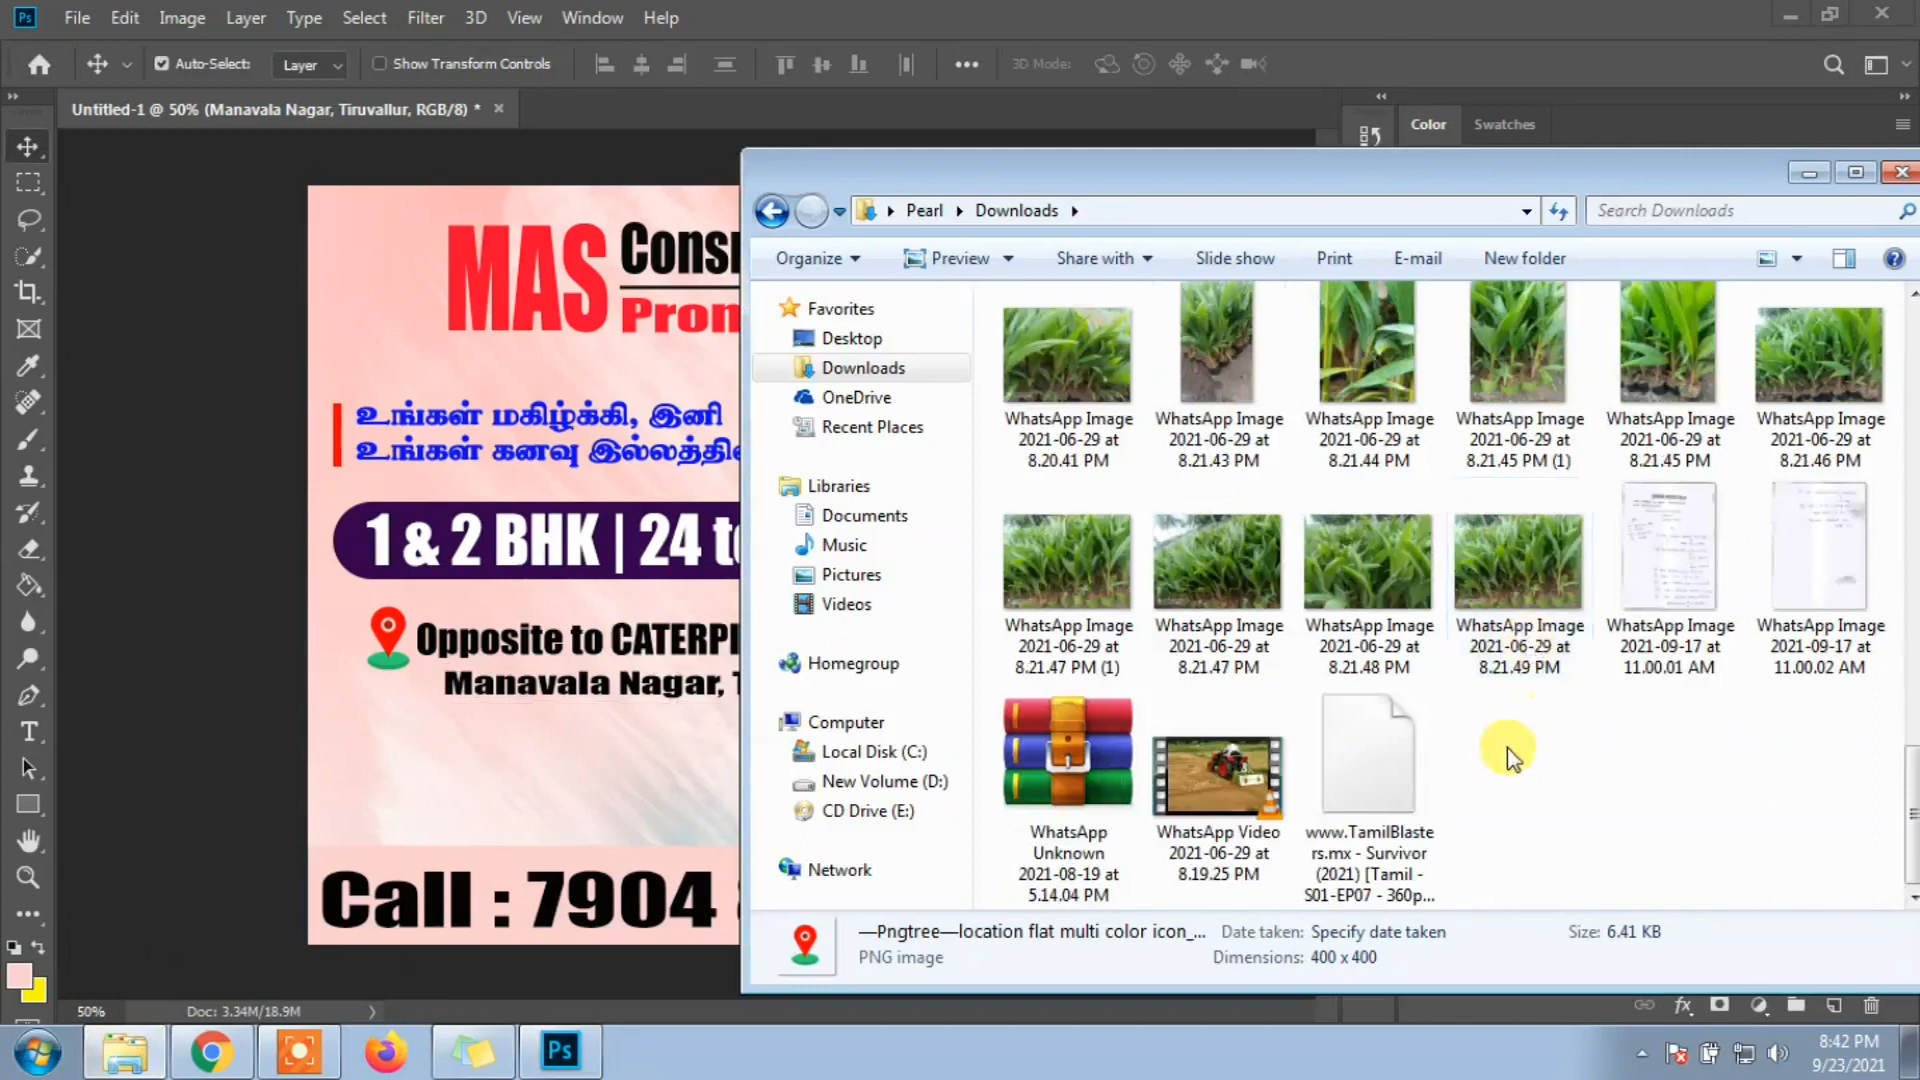 File Edit Image Layer Type Select Filter 3D View Window Help
Auto-Select: Layer Show Transform Controls 3D Mode:
Untitled-1 @ 50% (Manavala Nagar, Tiruvallur, RGB/8) *
Color Swatches
MAS
Cons
Pron
உங்கள் மகிழ்க்கி, இனி
உங்கள் கனவு இல்லத்தி
1 & 2 BHK | 24 to
Opposite to CATERP
Manavala Nagar, T
Call : 7904
50% Doc: 3.34M/18.9M
Pearl Downloads
Search Downloads
Organize Preview Share with Slide show Print E-mail New folder
Favorites
Desktop
Downloads
OneDrive
Recent Places
Libraries
Documents
Music
Pictures
Videos
Homegroup
Computer
Local Disk (C:)
New Volume (D:)
CD Drive (E:)
Network
WhatsApp Image 2021-06-29 at 8.20.41 PM
WhatsApp Image 2021-06-29 at 8.21.43 PM
WhatsApp Image 2021-06-29 at 8.21.44 PM
WhatsApp Image 2021-06-29 at 8.21.45 PM (1)
WhatsApp Image 2021-06-29 at 8.21.45 PM
WhatsApp Image 2021-06-29 at 8.21.46 PM
WhatsApp Image 2021-06-29 at 8.21.47 PM (1)
WhatsApp Image 2021-06-29 at 8.21.47 PM
WhatsApp Image 2021-06-29 at 8.21.48 PM
WhatsApp Image 2021-06-29 at 8.21.49 PM
WhatsApp Image 2021-09-17 at 11.00.01 AM
WhatsApp Image 2021-09-17 at 11.00.02 AM
WhatsApp Unknown 2021-08-19 at 5.14.04 PM
WhatsApp Video 2021-06-29 at 8.19.25 PM
www.TamilBlasters.mx - Survivor (2021) [Tamil - S01-EP07 - 360p...
—Pngtree—location flat multi color icon_... Date taken: Specify date taken Size: 6.41 KB
PNG image Dimensions: 400 x 400
8:42 PM
9/23/2021